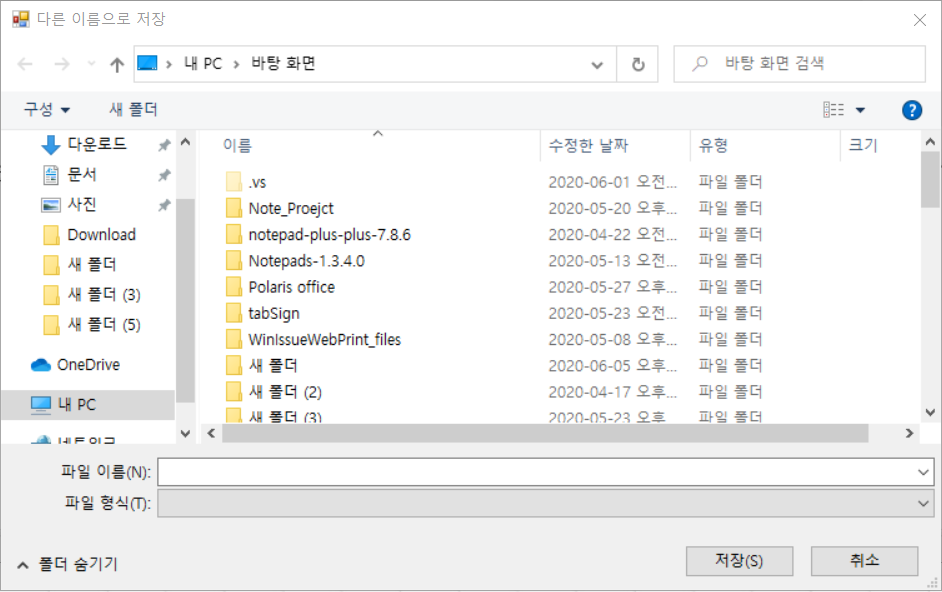 다른 이름으로 저장
내 PC > 바탕 화면
바탕 화면 검색
구성
새 폴더
?
다운로드
문서
사진
Download
새 폴더
새 폴더 (3)
새 폴더 (5)
OneDrive
내 PC
네트워크
이름 수정한 날짜 유형 크기
.vs 2020-06-01 오전... 파일 폴더
Note_Proejct 2020-05-20 오후... 파일 폴더
notepad-plus-plus-7.8.6 2020-04-22 오전... 파일 폴더
Notepads-1.3.4.0 2020-05-13 오전... 파일 폴더
Polaris office 2020-05-27 오후... 파일 폴더
tabSign 2020-05-23 오전... 파일 폴더
WinIssueWebPrint_files 2020-05-08 오후... 파일 폴더
새 폴더 2020-06-05 오후... 파일 폴더
새 폴더 (2) 2020-04-17 오후... 파일 폴더
새 폴더 (3) 2020-05-23 오후... 파일 폴더
파일 이름(N):
파일 형식(T):
폴더 숨기기
저장(S)
취소